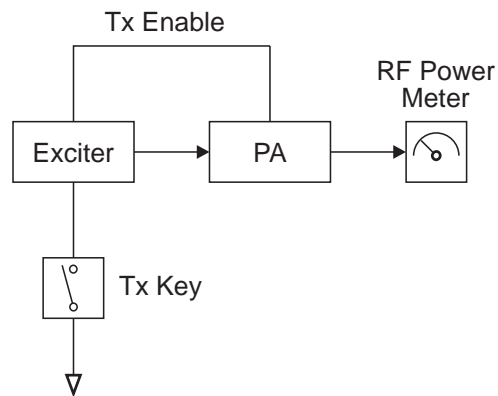 Tx Enable
RF Power
Meter
Exciter
PA
Tx Key